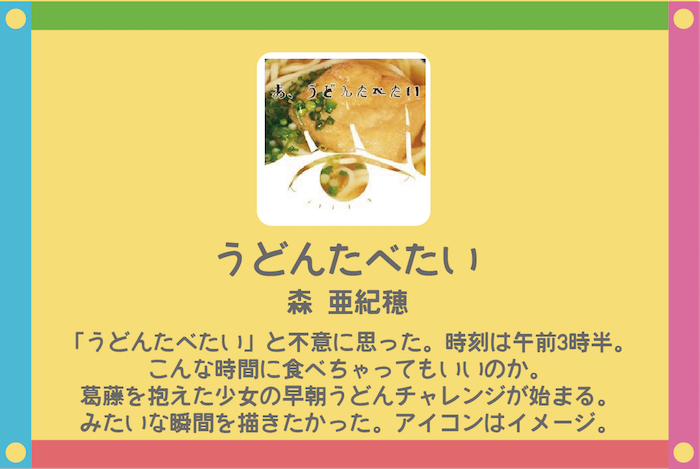 あ、うどんたべたい
うどんたべたい
森 亜紀穂
「うどんたべたい」と不意に思った。時刻は午前3時半。
こんな時間に食べちゃってもいいのか。
葛藤を抱えた少女の早朝うどんチャレンジが始まる。
みたいな瞬間を描きたかった。アイコンはイメージ。